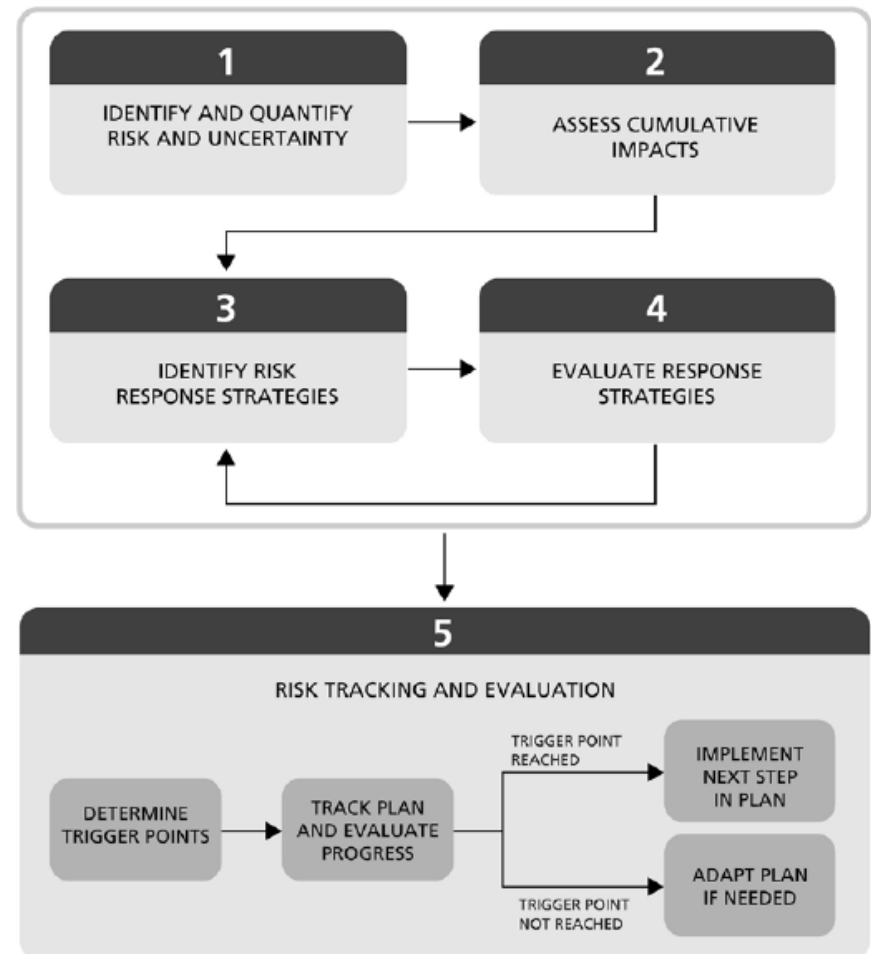 1
IDENTIFY AND QUANTIFY
RISK AND UNCERTAINTY
2
ASSESS CUMULATIVE
IMPACTS
3
IDENTIFY RISK
RESPONSE STRATEGIES
4
EVALUATE RESPONSE
STRATEGIES
5
RISK TRACKING AND EVALUATION
DETERMINE
TRIGGER POINTS
TRACK PLAN
AND EVALUATE
PROGRESS
TRIGGER POINT
REACHED
IMPLEMENT
NEXT STEP
IN PLAN
TRIGGER POINT
NOT REACHED
ADAPT PLAN
IF NEEDED